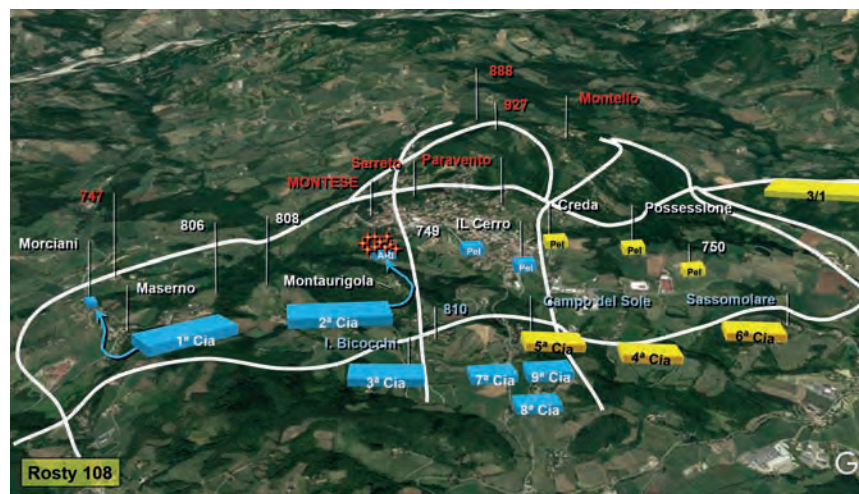 888
927
Montello
Serreto
Paravento
MONTESE
747
3/1
806
808
749
IL Cerro
Creda
Possessione
750
Morciani
Pel
Pel
Pel
Pel
Pel
Maserno
Montaurigola
810
Campo del Sole
Sassomolare
1ª Cia
2ª Cia
I. Bicocchi
5ª Cia
4ª Cia
6ª Cia
3ª Cia
7ª Cia
9ª Cia
8ª Cia
Rosty 108
G